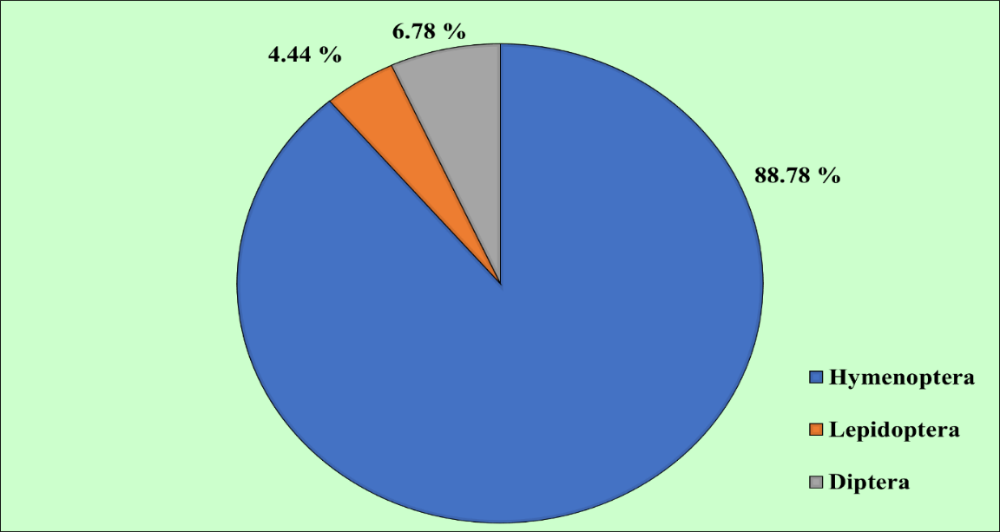 6.78 %
4.44 %
88.78 %
Hymenoptera
Lepidoptera
Diptera